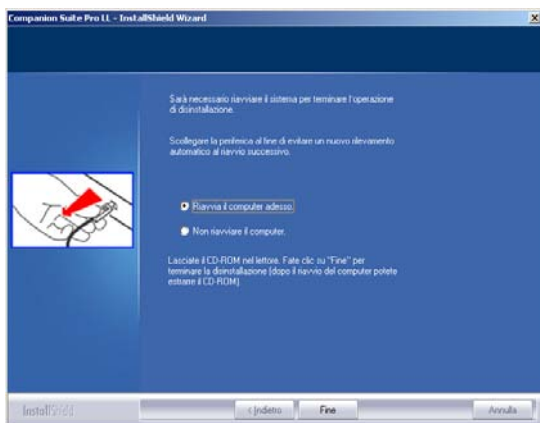 Companion Suite Pro LL - InstallShield Wizard
Sarà necessario riavviare il sistema per terminare l'operazione
di disinstallazione.
Scollegare la periferica al fine di evitare un nuovo rilevamento
automatico al riavvio successivo.
Riavvia il computer adesso.
Non riavviare il computer.
Lasciate il CD-ROM nel lettore. Fate clic su "Fine" per
terminare la disinstallazione (dopo il riavvio del computer potete
estrarre il CD-ROM).
InstallShield
< Indietro
Fine
Annulla